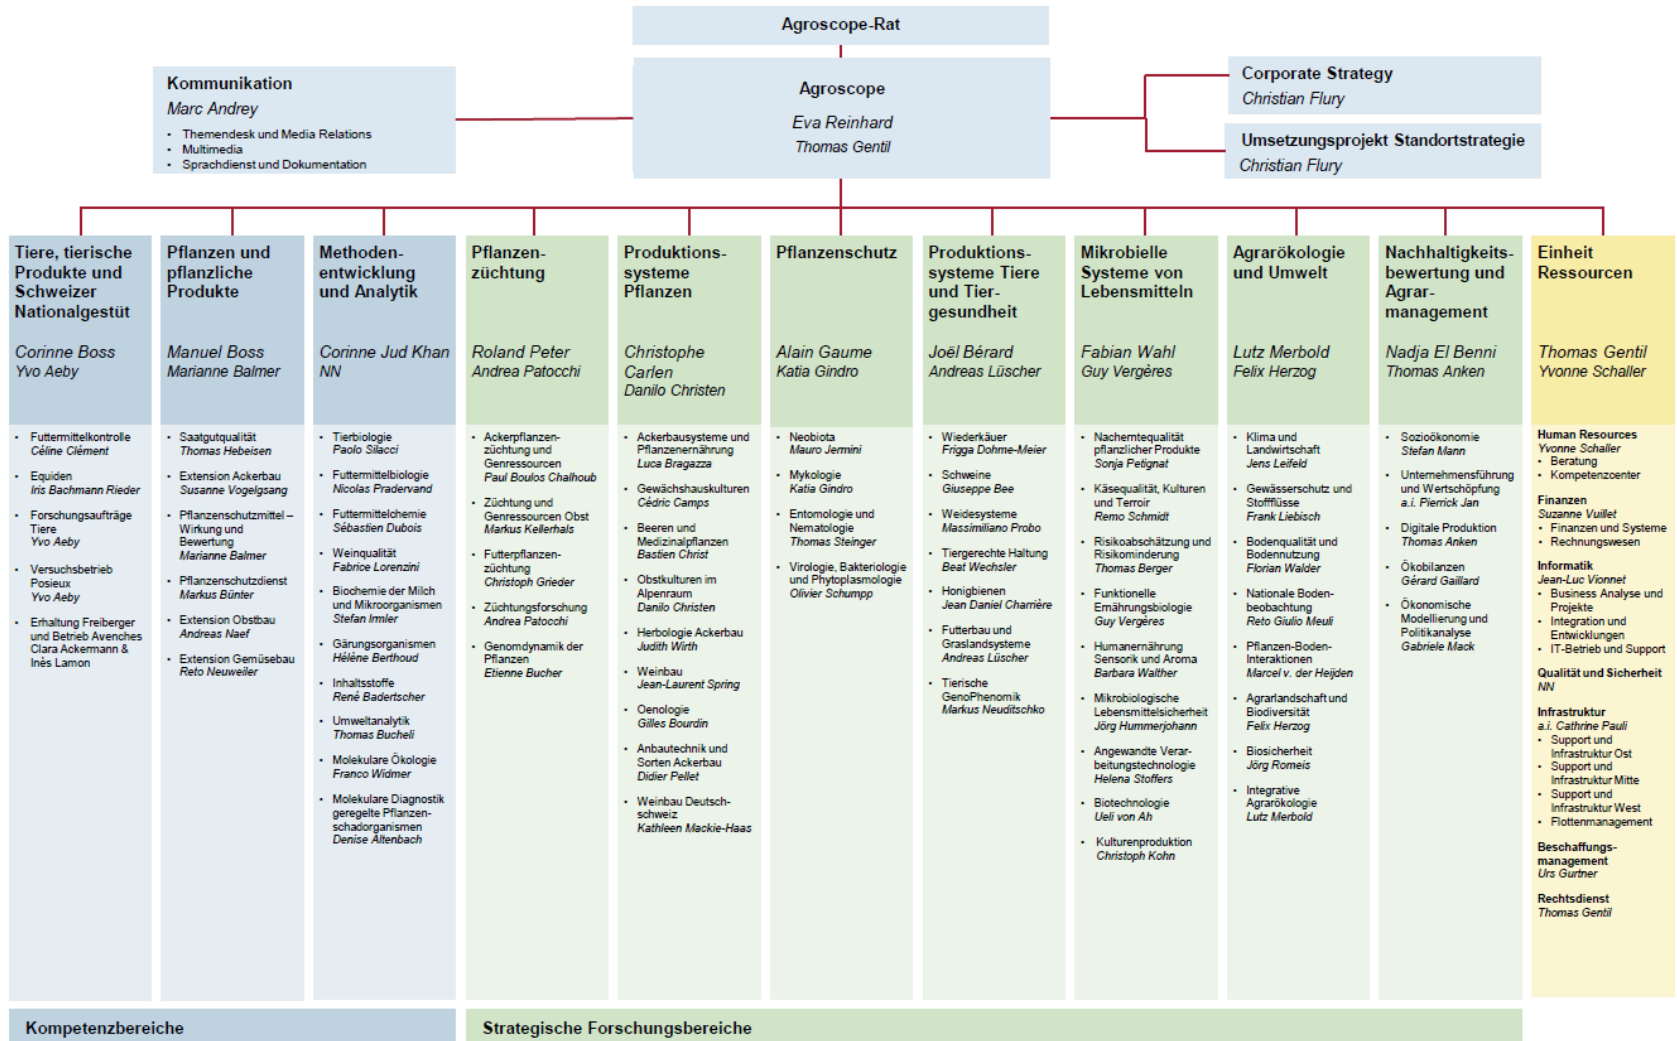 Agroscope-Rat
Kommunikation
Marc Andrey
• Themendesk und Media Relations
• Multimedia
• Sprachdienst und Dokumentation
Agroscope
Eva Reinhard
Thomas Gentil
Corporate Strategy
Christian Flury
Umsetzungsprojekt Standortstrategie
Christian Flury
Tiere, tierische
Produkte und
Schweizer
Nationalgestüt
Corinne Boss
Yvo Aeby
• Futtermittelkontrolle
Céline Clément
• Equiden
Iris Bachmann Rieder
• Forschungsaufträge
Tiere
Yvo Aeby
• Versuchsbetrieb
Posieux
Yvo Aeby
• Erhaltung Freiberger
und Betrieb Avenches
Clara Ackermann &
Inès Lamon
Pflanzen und
pflanzliche
Produkte
Manuel Boss
Marianne Balmer
• Saatgutqualität
Thomas Hebeisen
• Extension Ackerbau
Susanne Vogelgsang
• Pflanzenschutzmittel –
Wirkung und
Bewertung
Marianne Balmer
• Pflanzenschutzdienst
Markus Bünter
• Extension Obstbau
Andreas Naef
• Extension Gemüsebau
Reto Neuweiler
Methoden-
entwicklung
und Analytik
Corinne Jud Khan
NN
• Tierbiologie
Paolo Silacci
• Futtermittelbiologie
Nicolas Pradervand
• Futtermittelchemie
Sébastien Dubois
• Weinqualität
Fabrice Lorenzini
• Biochemie der Milch
und Mikroorganismen
Stefan Irmler
• Gärungsorganismen
Hélène Berthoud
• Inhaltsstoffe
René Badertscher
• Umweltanalytik
Thomas Bucheli
• Molekulare Ökologie
Franco Widmer
• Molekulare Diagnostik
geregelte Pflanzen-
schadorganismen
Denise Altenbach
Pflanzen-
züchtung
Roland Peter
Andrea Patocchi
• Ackerpflanzen-
züchtung und
Genressourcen
Paul Boulos Chalhoub
• Züchtung und
Genressourcen Obst
Markus Kellerhals
• Futterpflanzen-
züchtung
Christoph Grieder
• Züchtungsforschung
Andrea Patocchi
• Genomdynamik der
Pflanzen
Etienne Bucher
Produktions-
systeme
Pflanzen
Christophe
Carlen
Danilo Christen
• Ackerbausysteme und
Pflanzenernährung
Luca Bragazza
• Gewächshauskulturen
Cédric Camps
• Beeren und
Medizinalpflanzen
Bastien Christ
• Obstkulturen im
Alpenraum
Danilo Christen
• Herbologie Ackerbau
Judith Wirth
• Weinbau
Jean-Laurent Spring
• Oenologie
Gilles Bourdin
• Anbautechnik und
Sorten Ackerbau
Didier Pellet
• Weinbau Deutsch-
schweiz
Kathleen Mackie-Haas
Pflanzenschutz
Alain Gaume
Katia Gindro
• Neobiota
Mauro Jermini
• Mykologie
Katia Gindro
• Entomologie und
Nematologie
Thomas Steinger
• Virologie, Bakteriologie
und Phytoplasmologie
Olivier Schumpp
Produktions-
systeme Tiere
und Tier-
gesundheit
Joël Bérard
Andreas Lüscher
• Wiederkäuer
Frigga Dohme-Meier
• Schweine
Giuseppe Bee
• Weidesysteme
Massimiliano Probo
• Tiergerechte Haltung
Beat Wechsler
• Honigbienen
Jean Daniel Charrière
• Futterbau und
Graslandsysteme
Andreas Lüscher
• Tierische
GenoPhenomik
Markus Neuditschko
Mikrobielle
Systeme von
Lebensmitteln
Fabian Wahl
Guy Vergères
• Nacherntequalität
pflanzlicher Produkte
Sonja Petignat
• Käsequalität, Kulturen
und Terroir
Remo Schmidt
• Risikoabschätzung und
Risikominderung
Thomas Berger
• Funktionelle
Ernährungsbiologie
Guy Vergères
• Humanernährung
Sensorik und Aroma
Barbara Walther
• Mikrobiologische
Lebensmittelsicherheit
Jörg Hummerjohann
• Angewandte Verar-
beitungstechnologie
Helena Stoffers
• Biotechnologie
Ueli von Ah
• Kulturenproduktion
Christoph Kohn
Agrarökologie
und Umwelt
Lutz Merbold
Felix Herzog
• Klima und
Landwirtschaft
Jens Leifeld
• Gewässerschutz und
Stoffflüsse
Frank Liebisch
• Bodenqualität und
Bodennutzung
Florian Walder
• Nationale Boden-
beobachtung
Reto Giulio Meuli
• Pflanzen-Boden-
Interaktionen
Marcel v. der Heijden
• Agrarlandschaft und
Biodiversität
Felix Herzog
• Biosicherheit
Jörg Romeis
• Integrative
Agrarökologie
Lutz Merbold
Nachhaltigkeits-
bewertung und
Agrar-
management
Nadja El Benni
Thomas Anken
• Sozioökonomie
Stefan Mann
• Unternehmensführung
und Wertschöpfung
a.i. Pierrick Jan
• Digitale Produktion
Thomas Anken
• Ökobilanzen
Gérard Gaillard
• Ökonomische
Modellierung und
Politikanalyse
Gabriele Mack
Einheit
Ressourcen
Thomas Gentil
Yvonne Schaller
Human Resources
Yvonne Schaller
• Beratung
• Kompetenzcenter
Finanzen
Suzanne Vuillet
• Finanzen und Systeme
• Rechnungswesen
Informatik
Jean-Luc Vionnet
• Business Analyse und
Projekte
• Integration und
Entwicklungen
• IT-Betrieb und Support
Qualität und Sicherheit
NN
Infrastruktur
a.i. Cathrine Pauli
• Support und
Infrastruktur Ost
• Support und
Infrastruktur Mitte
• Support und
Infrastruktur West
• Flottenmanagement
Beschaffungs-
management
Urs Gurtner
Rechtsdienst
Thomas Gentil
Kompetenzbereiche
Strategische Forschungsbereiche